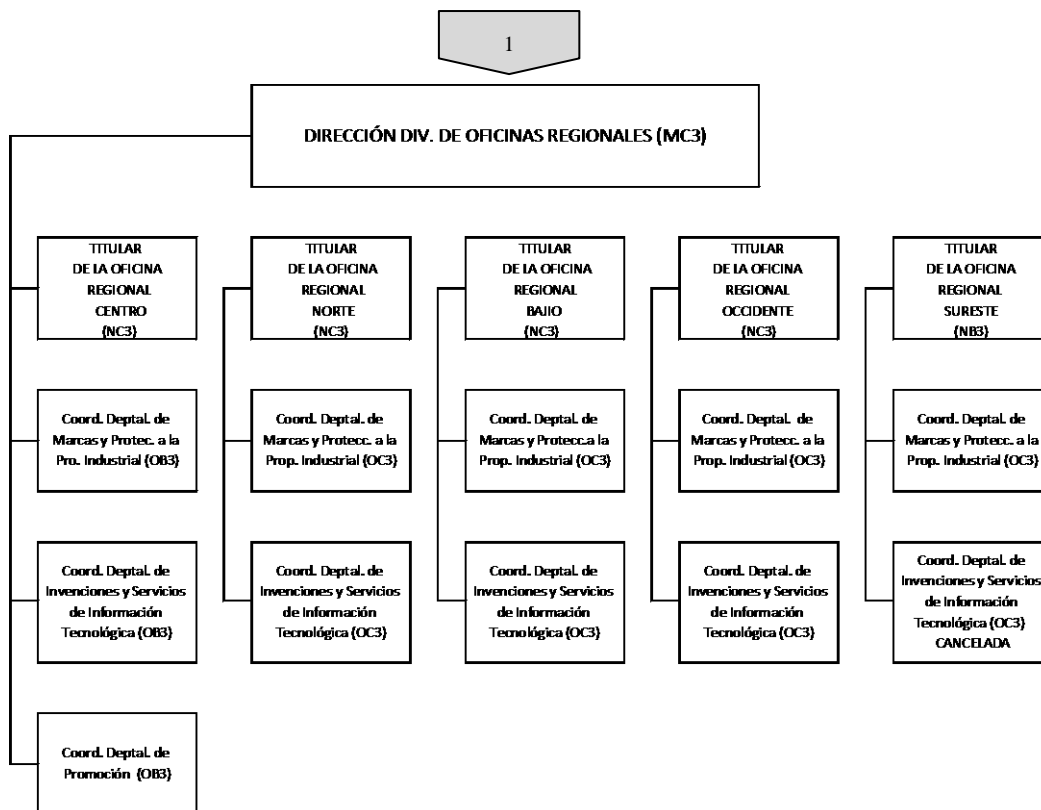 1
DIRECCIÓN DIV. DE OFICINAS REGIONALES (MC3)
TITULAR
DE LA OFICINA
REGIONAL
CENTRO
(NC3)
TITULAR
DE LA OFICINA
REGIONAL
NORTE
(NC3)
TITULAR
DE LA OFICINA
REGIONAL
BAJIO
(NC3)
TITULAR
DE LA OFICINA
REGIONAL
OCCIDENTE
(NC3)
TITULAR
DE LA OFICINA
REGIONAL
SURESTE
(NB3)
Coord. Deptal. de
Marcas y Protec. a la
Pro. Industrial (OB3)
Coord. Deptal. de
Marcas y Protecc. a la
Prop. Industrial (OC3)
Coord. Deptal. de
Marcas y Protecc.a la
Prop. Industrial (OC3)
Coord. Deptal. de
Marcas y Protecc. a la
Prop. Industrial (OC3)
Coord. Deptal. de
Marcas y Protecc. a la
Prop. Industrial (OC3)
Coord. Deptal. de
Invenciones y Servicios
de Información
Tecnológica (OB3)
Coord. Deptal. de
Invenciones y Servicios
de Información
Tecnológica (OC3)
Coord. Deptal. de
Invenciones y Servicios
de Información
Tecnológica (OC3)
Coord. Deptal. de
Invenciones y Servicios
de Información
Tecnológica (OC3)
Coord. Deptal. de
Invenciones y Servicios
de Información
Tecnológica (OC3)
CANCELADA
Coord. Deptal. de
Promoción (OB3)